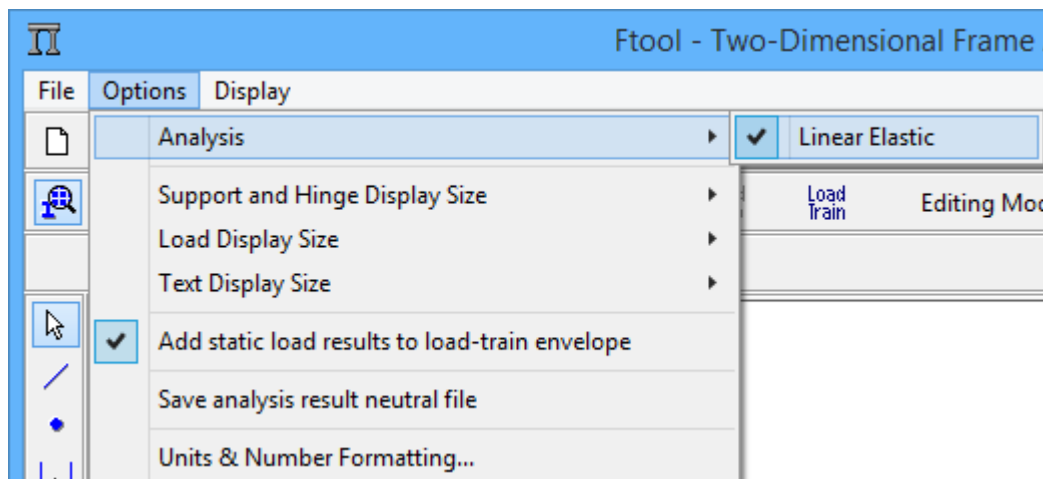 Ftool - Two-Dimensional Frame
File Options Display
Analysis
Linear Elastic
Support and Hinge Display Size
Load Train
Editing Mod
Load Display Size
Text Display Size
Add static load results to load-train envelope
Save analysis result neutral file
Units & Number Formatting...